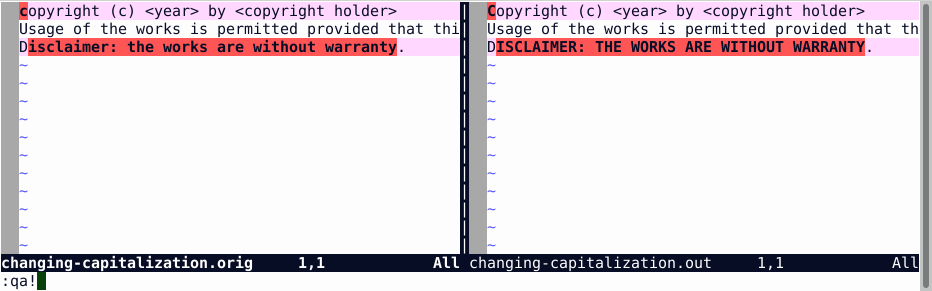 copyright (c) <year> by <copyright holder>
Usage of the works is permitted provided that thi
Disclaimer: the works are without warranty.
~
~
~
~
~
~
~
~
~
~
~
changing-capitalization.orig 1,1 All
Copyright (c) <year> by <copyright holder>
Usage of the works is permitted provided that th
DISCLAIMER: THE WORKS ARE WITHOUT WARRANTY.
~
~
~
~
~
~
~
~
~
~
~
changing-capitalization.out 1,1 All
:qa!